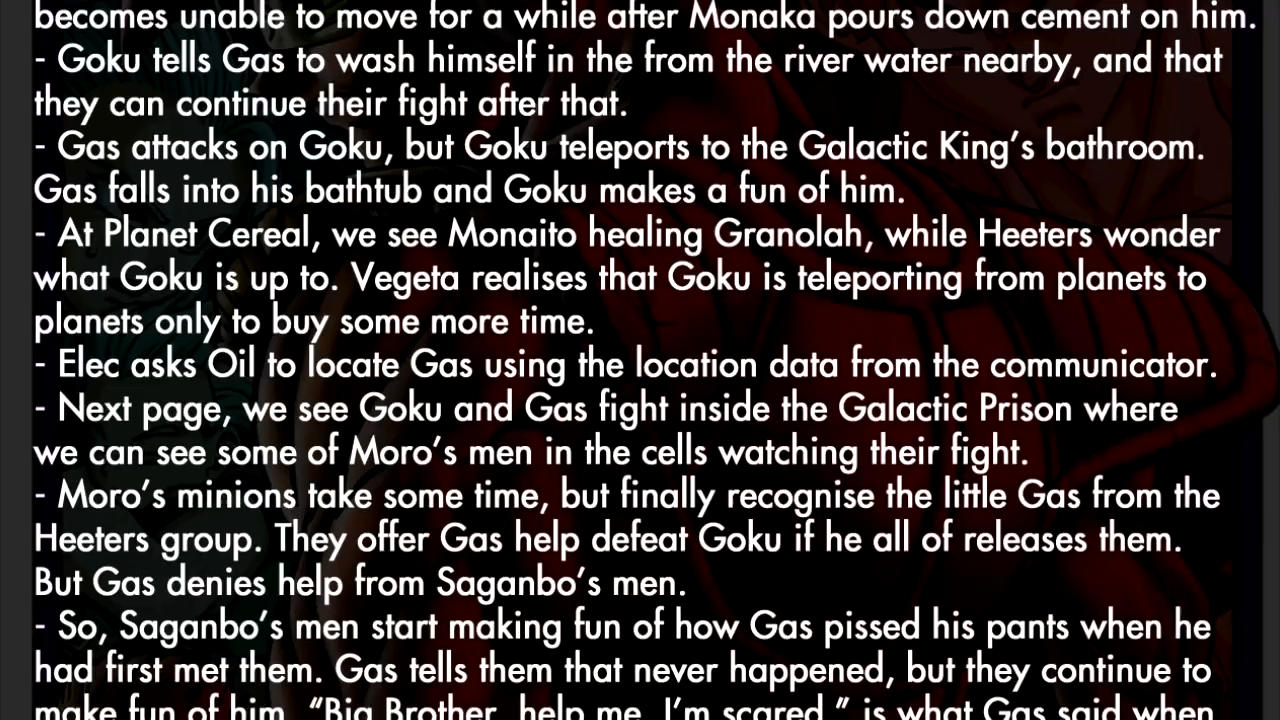 becomes unable to move for a while after Monaka pours down cement on him.
- Goku tells Gas to wash himself in the from the river water nearby, and that
they can continue their fight after that.
- Gas attacks on Goku, but Goku teleports to the Galactic King's bathroom.
Gas falls into his bathtub and Goku makes a fun of him.
- At Planet Cereal, we see Monaito healing Granolah, while Heeters wonder
what Goku is up to. Vegeta realises that Goku is teleporting from planets to
planets only to buy some more time.
- Elec asks Oil to locate Gas using the location data from the communicator.
- Next page, we see Goku and Gas fight inside the Galactic Prison where
we can see some of Moro's men in the cells watching their fight.
- Moro's minions take some time, but finally recognise the little Gas from the
Heeters group. They offer Gas help defeat Goku if he all of releases them.
But Gas denies help from Saganbo's men.
- So, Saganbo's men start making fun of how Gas pissed his pants when he
had first met them. Gas tells them that never happened, but they continue to
make fun of him. “Big Brother, help me, I'm scared,” is what Gas said when